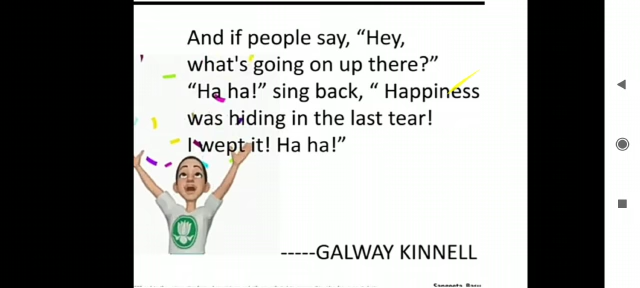 And if people say, “Hey,
what's going on up there?”
“Ha ha!” sing back, “ Happiness
was hiding in the last tear!
I wept it! Ha ha!”
-----GALWAY KINNELL